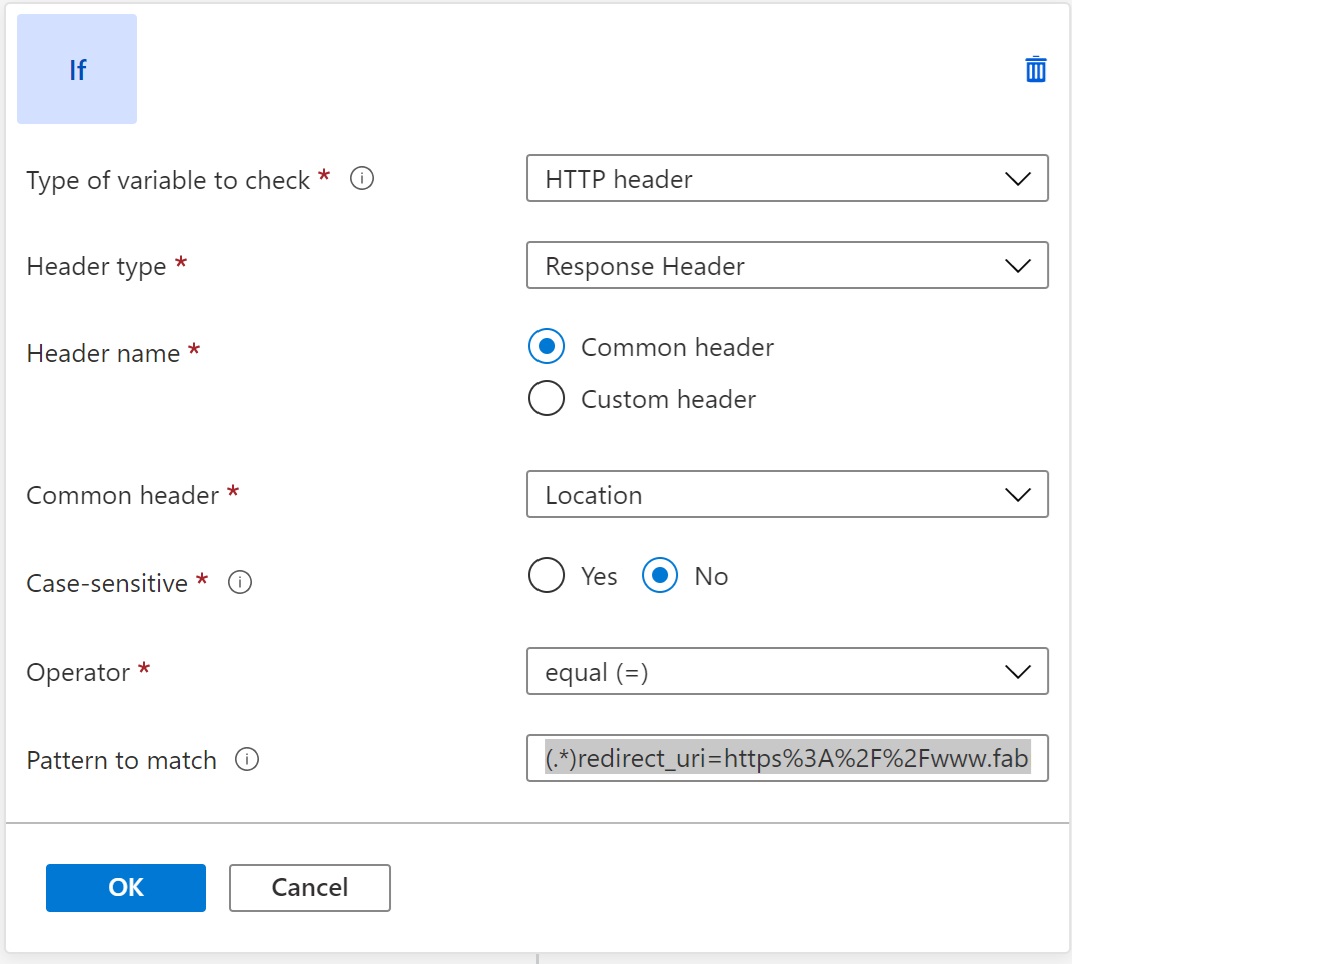 If
Type of variable to check *
HTTP header
Header type *
Response Header
Header name *
Common header
Custom header
Common header *
Location
Case-sensitive *
Yes No
Operator *
equal (=)
Pattern to match
(.*)redirect_uri=https%3A%2F%2Fwww.fab
OK Cancel